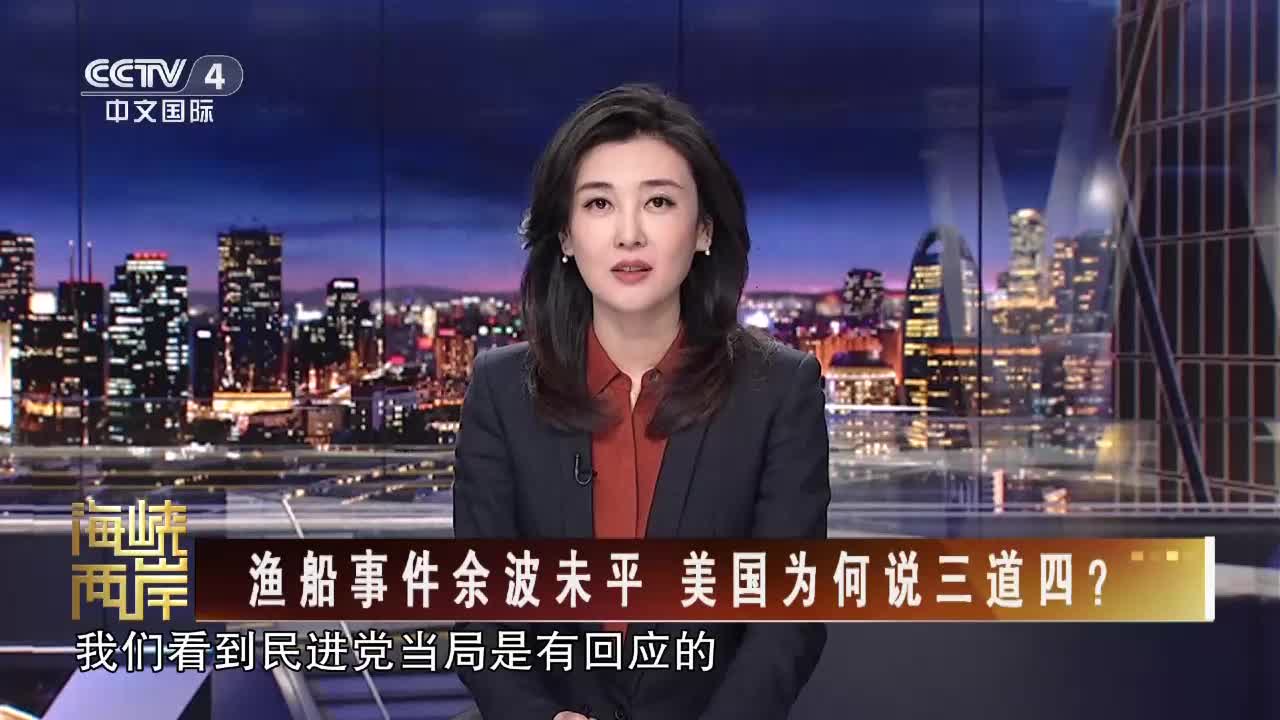 CCTV 4
中文国际
海峡
两岸
渔船事件余波未平 美国为何说三道四?
我们看到民进党当局是有回应的